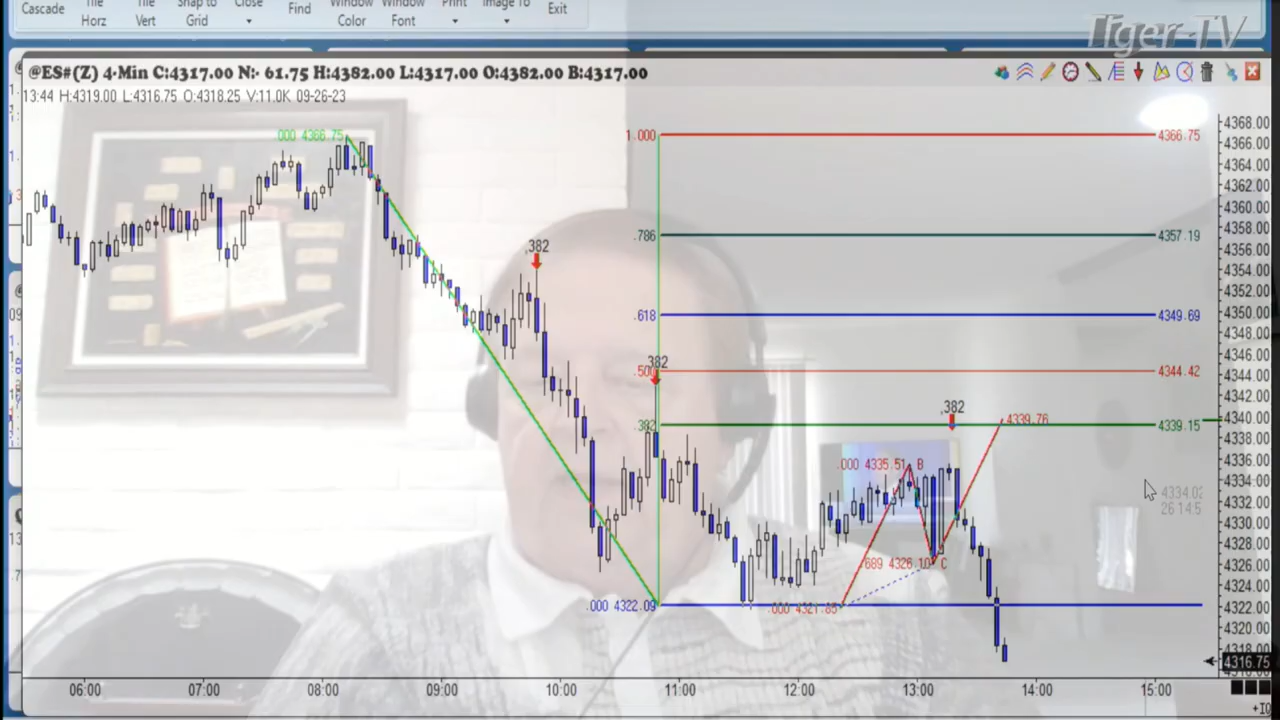 Cascade
Tile
Horz
Tile
Vert
Snap to
Grid
Close
Find
Window
Color
Window
Font
Print
Image To
Exit
Tiger-TV
@ES#(Z) 4-Min C:4317.00 N:- 61.75 H:4382.00 L:4317.00 O:4382.00 B:4317.00
13:44 H:4319.00 L:4316.75 O:4318.25 V:11.0K 09-26-23
.000 4366.75
1.000
4366.75
.786
4357.19
.618
4349.69
.500
4344.42
.382
4339.15
.382
.382
.382
4339.76
.000 4335.51 B
.689 4326.10 C
.000 4322.09
.000 4321.85
4334.02
26 14:5
4368.00
4366.00
4364.00
4362.00
4360.00
4358.00
4356.00
4354.00
4352.00
4350.00
4348.00
4346.00
4344.00
4342.00
4340.00
4338.00
4336.00
4334.00
4332.00
4330.00
4328.00
4326.00
4324.00
4322.00
4320.00
4318.00
4316.75
06:00
07:00
08:00
09:00
10:00
11:00
12:00
13:00
14:00
15:00